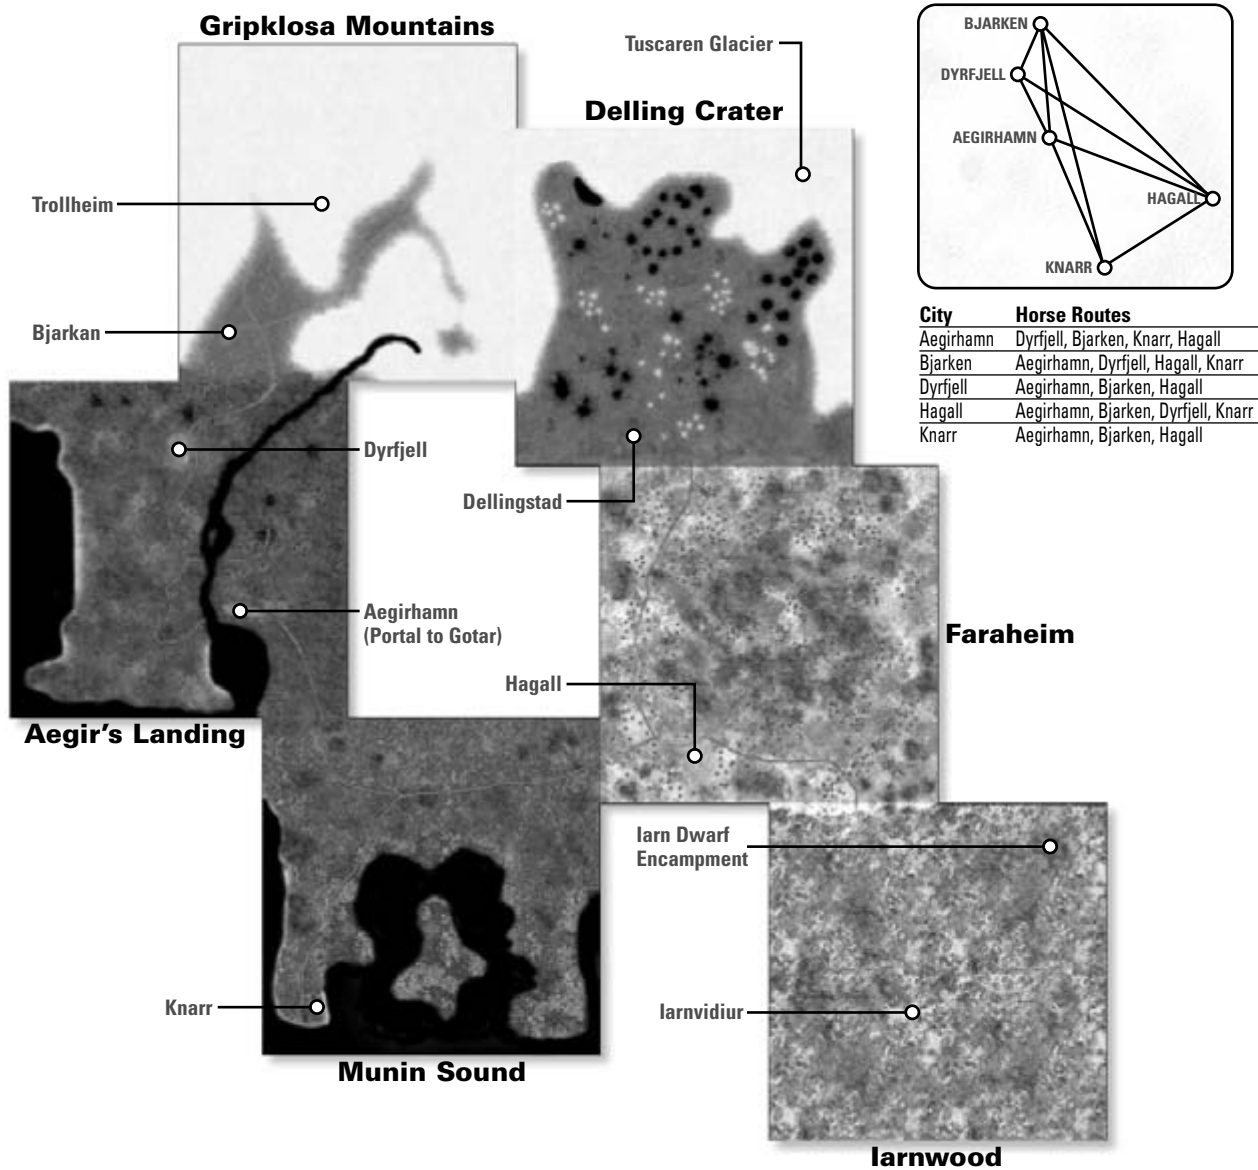 Gripklosa Mountains
Tuscaren Glacier
Delling Crater
Trollheim
Bjarkan
Dyrfjell
Dellingstad
Aegirhamn
(Portal to Gotar)
Faraheim
Hagall
Aegir's Landing
Iarn Dwarf
Encampment
Knarr
Iarnvidiur
Munin Sound
Iarnwood
BJARKEN
DYRFJELL
AEGIRHAMN
HAGALL
KNARR
City Horse Routes
Aegirhamn Dyrfjell, Bjarken, Knarr, Hagall
Bjarken Aegirhamn, Dyrfjell, Hagall, Knarr
Dyrfjell Aegirhamn, Bjarken, Hagall
Hagall Aegirhamn, Bjarken, Dyrfjell, Knarr
Knarr Aegirhamn, Bjarken, Hagall